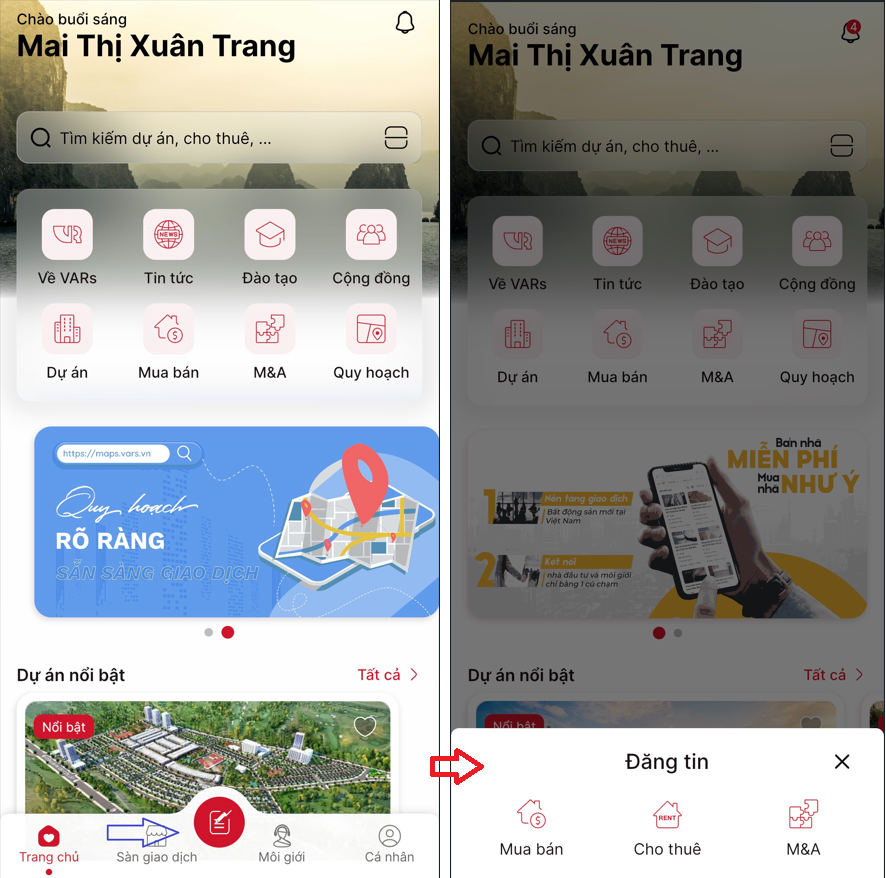 Chào buổi sáng
Mai Thị Xuân Trang
Tìm kiếm dự án, cho thuê, ...
NEWS
Về VARs
Tin tức
Đào tạo
Cộng đồng
Dự án
Mua bán
M&A
Quy hoạch
https://maps.vars.vn
Quy hoạch
RÕ RÀNG
SẴN SÀNG GIAO DỊCH
Dự án nổi bật
Tất cả
Nổi bật
Trang chủ
Sàn giao dịch
Môi giới
Cá nhân
Chào buổi sáng
4
Mai Thị Xuân Trang
Tìm kiếm dự án, cho thuê, ...
NEWS
Về VARs
Tin tức
Đào tạo
Cộng đồng
Dự án
Mua bán
M&A
Quy hoạch
Bán nhà
MIỄN PHÍ
Mua nhà NHƯ Ý
1 Nền tảng giao dịch
Bất động sản mới tại
Việt Nam
2 Kết nối
nhà đầu tư và môi giới
chỉ bằng 1 cú chạm
Dự án nổi bật
Tất cả
Nổi bật
Đăng tin
RENT
Mua bán
Cho thuê
M&A